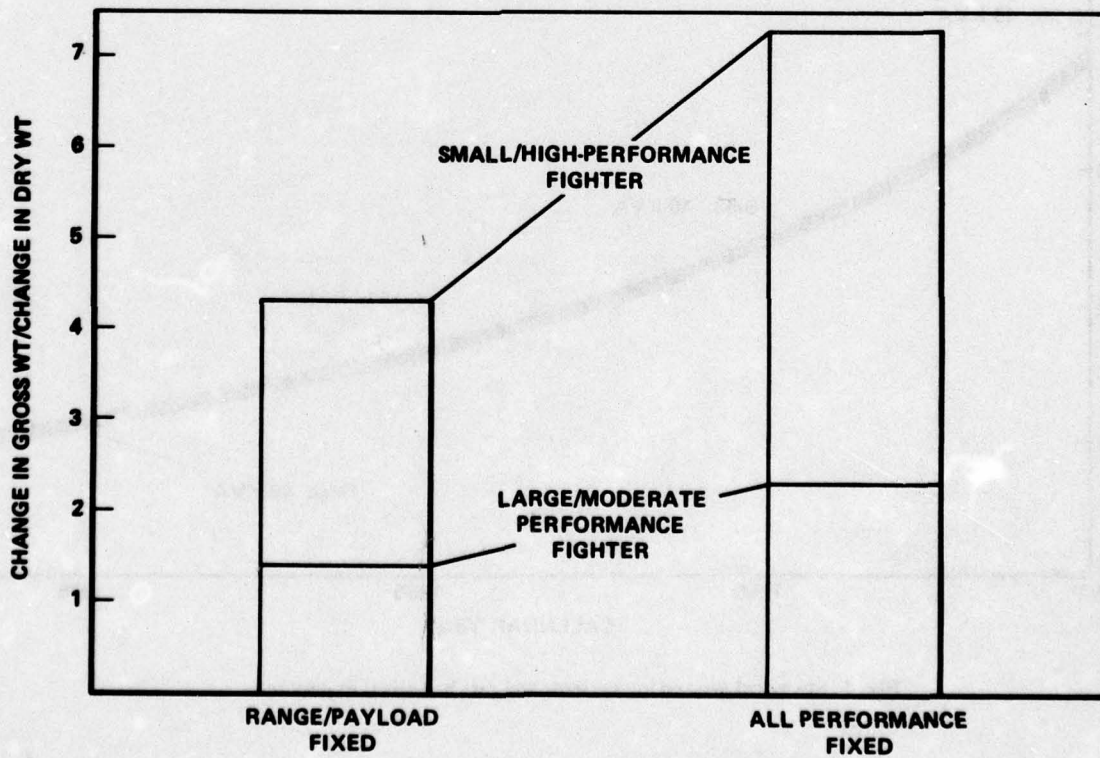 CHANGE IN GROSS WT/CHANGE IN DRY WT
7
6
5
4
3
2
1
SMALL/HIGH-PERFORMANCE
FIGHTER
LARGE/MODERATE
PERFORMANCE
FIGHTER
RANGE/PAYLOAD
FIXED
ALL PERFORMANCE
FIXED